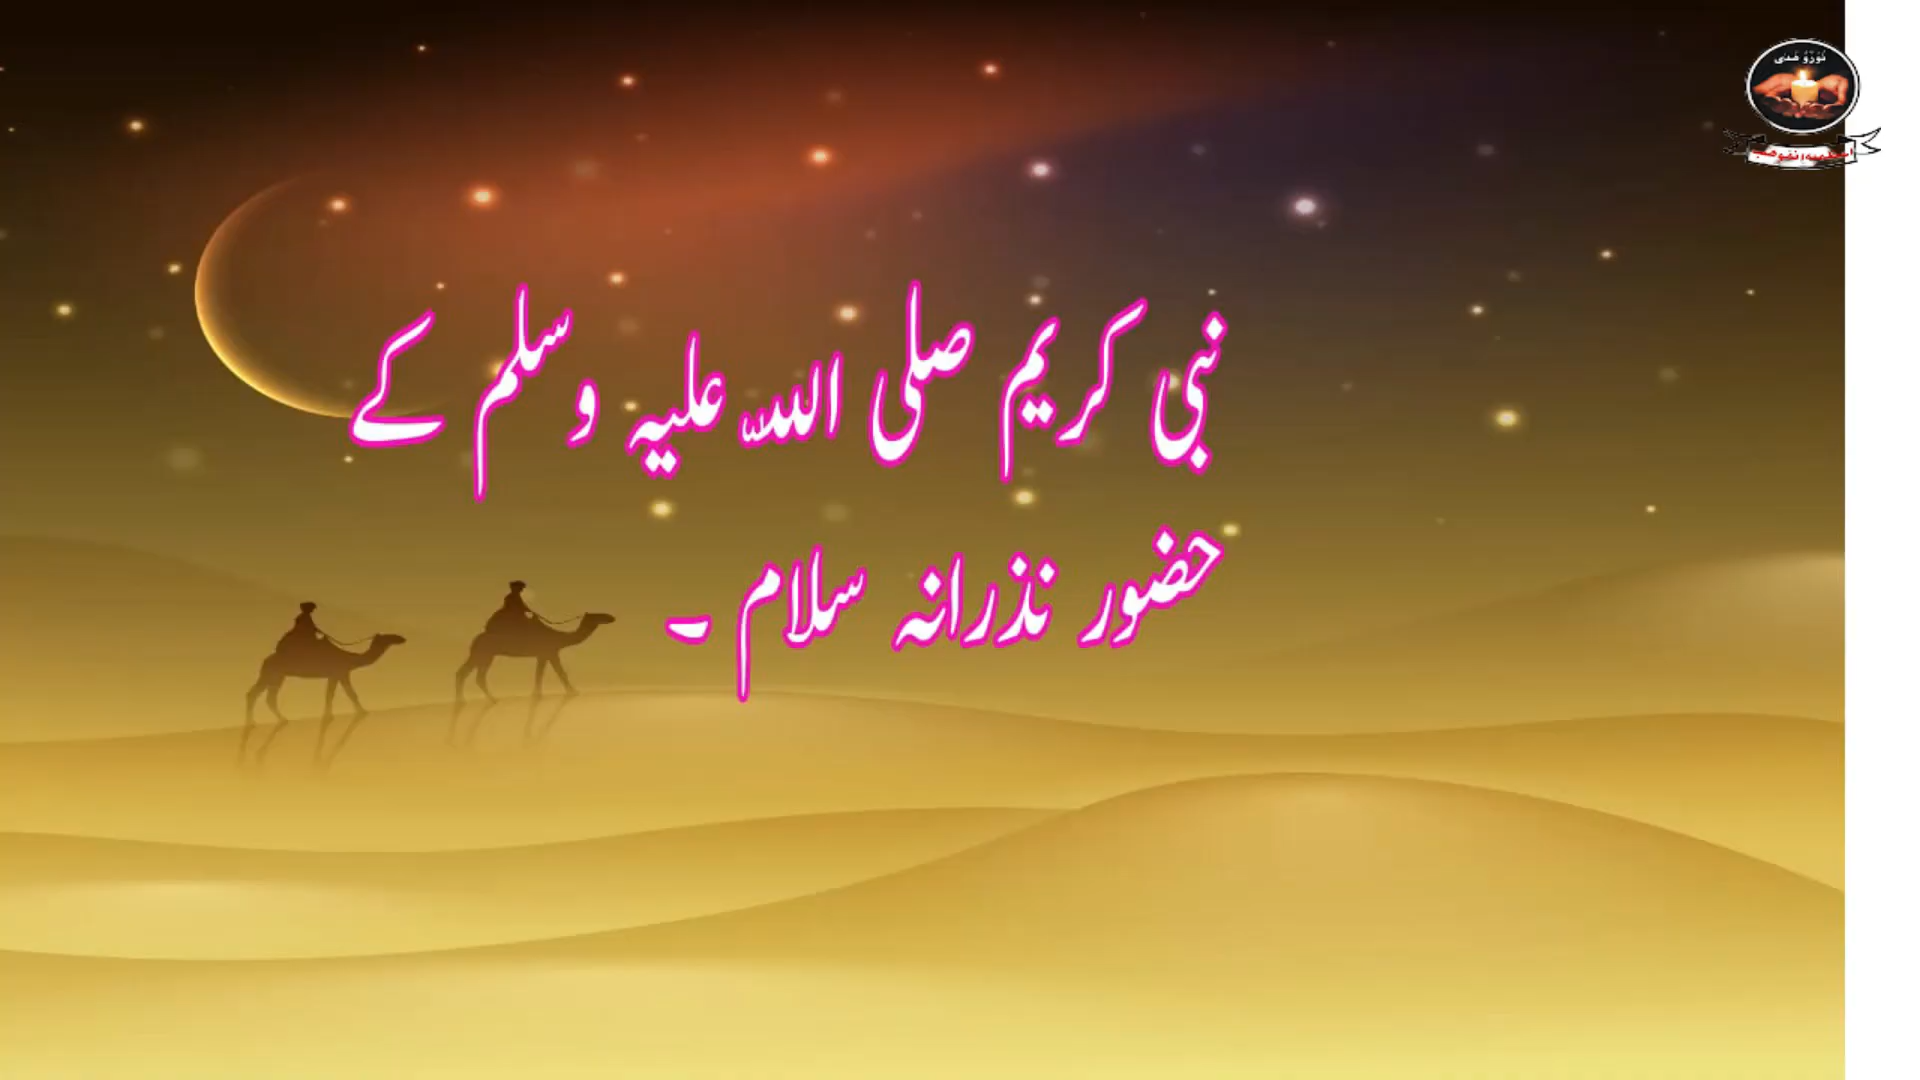 نبی کریم صلی اللہ علیہ وسلم کے
حضور نذرانہ سلام ۔